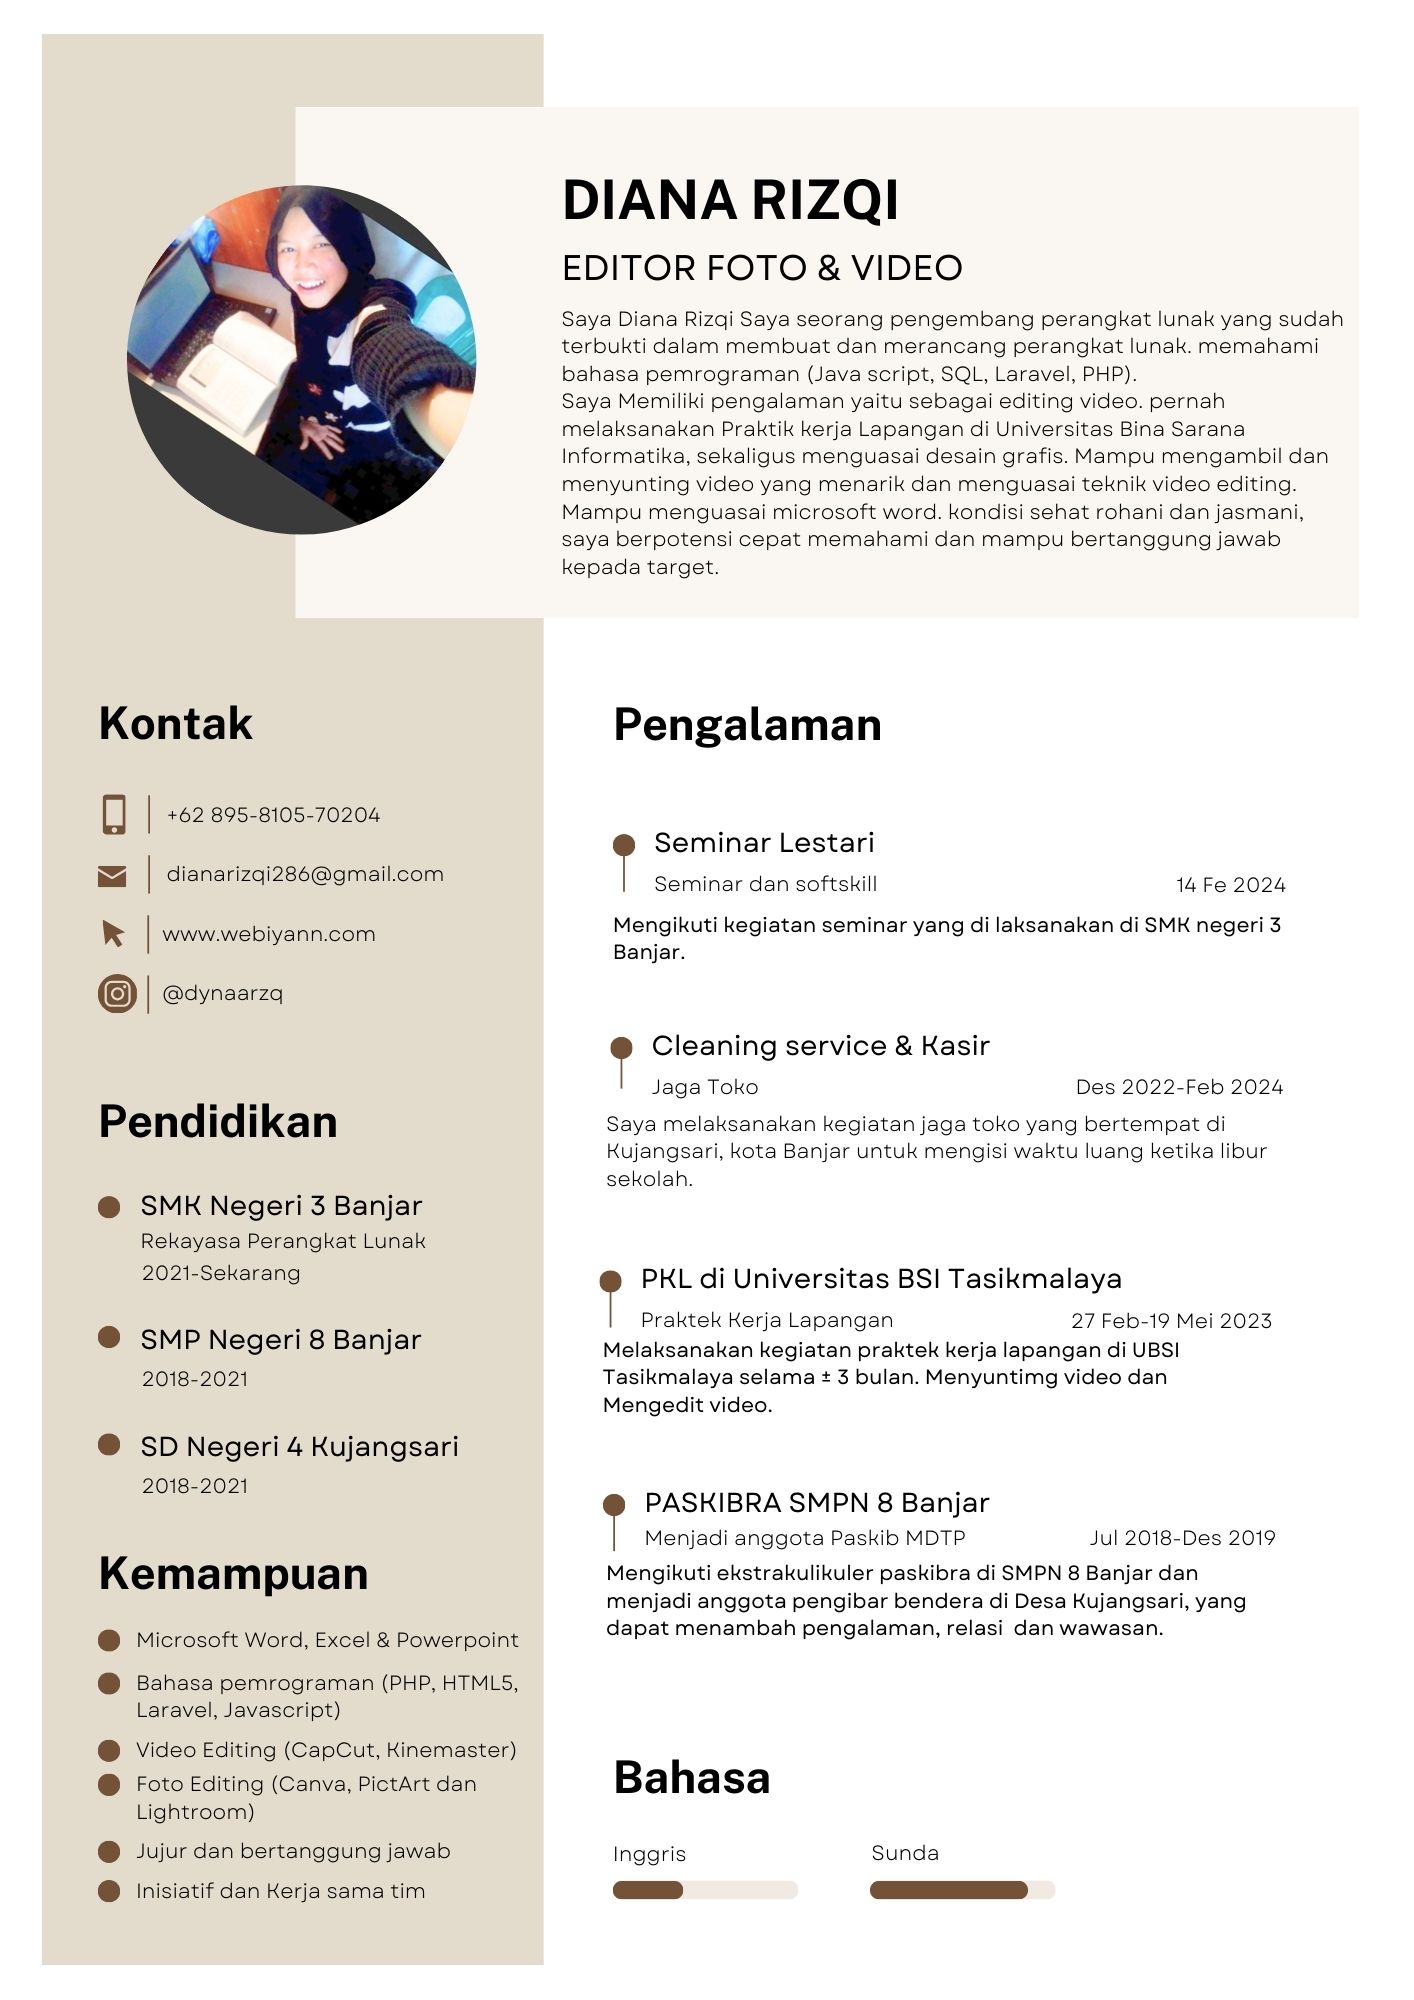 DIANA RIZQI
EDITOR FOTO & VIDEO
Saya Diana Rizqi Saya seorang pengembang perangkat lunak yang sudah
terbukti dalam membuat dan merancang perangkat lunak. memahami
bahasa pemrograman (Java script, SQL, Laravel, PHP).
Saya Memiliki pengalaman yaitu sebagai editing video. pernah
melaksanakan Praktik kerja Lapangan di Universitas Bina Sarana
Informatika, sekaligus menguasai desain grafis. Mampu mengambil dan
menyunting video yang menarik dan menguasai teknik video editing.
Mampu menguasai microsoft word. kondisi sehat rohani dan jasmani,
saya berpotensi cepat memahami dan mampu bertanggung jawab
kepada target.
Kontak
+62 895-8105-70204
dianarizqi286@gmail.com
www.webiyann.com
@dynaarzq
Pendidikan
SMK Negeri 3 Banjar
Rekayasa Perangkat Lunak
2021-Sekarang
SMP Negeri 8 Banjar
2018-2021
SD Negeri 4 Kujangsari
2018-2021
Kemampuan
Microsoft Word, Excel & Powerpoint
Bahasa pemrograman (PHP, HTML5,
Laravel, Javascript)
Video Editing (CapCut, Kinemaster)
Foto Editing (Canva, PictArt dan
Lightroom)
Jujur dan bertanggung jawab
Inisiatif dan Kerja sama tim
Pengalaman
Seminar Lestari
Seminar dan softskill 14 Fe 2024
Mengikuti kegiatan seminar yang di laksanakan di SMK negeri 3
Banjar.
Cleaning service & Kasir
Jaga Toko Des 2022-Feb 2024
Saya melaksanakan kegiatan jaga toko yang bertempat di
Kujangsari, kota Banjar untuk mengisi waktu luang ketika libur
sekolah.
PKL di Universitas BSI Tasikmalaya
Praktek Kerja Lapangan 27 Feb-19 Mei 2023
Melaksanakan kegiatan praktek kerja lapangan di UBSI
Tasikmalaya selama ± 3 bulan. Menyuntimg video dan
Mengedit video.
PASKIBRA SMPN 8 Banjar
Menjadi anggota Paskib MDTP Jul 2018-Des 2019
Mengikuti ekstrakulikuler paskibra di SMPN 8 Banjar dan
menjadi anggota pengibar bendera di Desa Kujangsari, yang
dapat menambah pengalaman, relasi dan wawasan.
Bahasa
Inggris Sunda